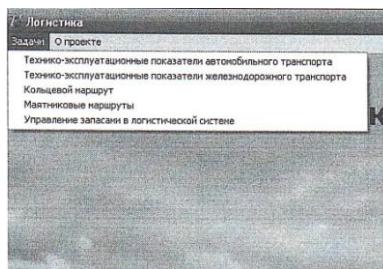 Логистика
Задачи О проекте
Технико-эксплуатационные показатели автомобильного транспорта
Технико-эксплуатационные показатели железнодорожного транспорта
Кольцевой маршрут
Маятниковые маршруты
Управление запасами в логистической системе